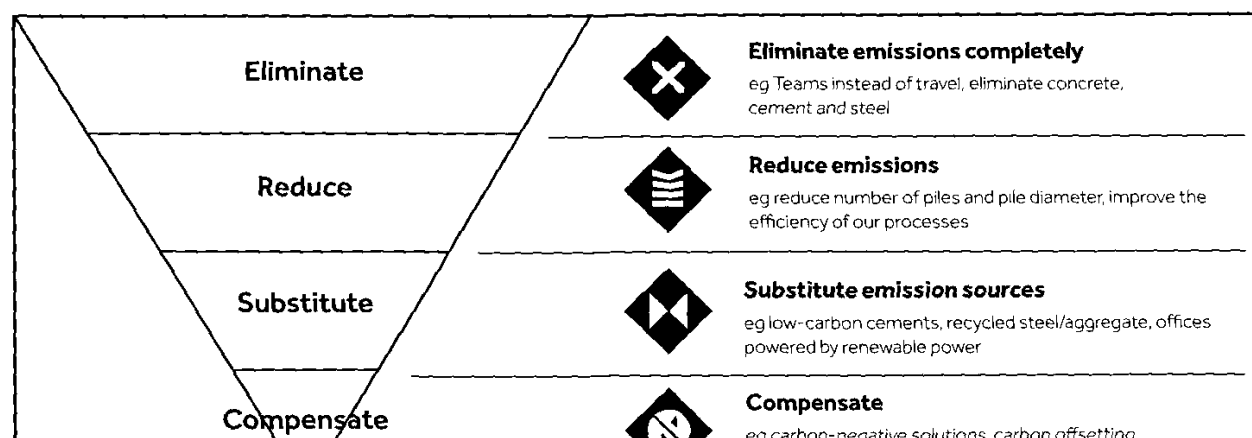 Eliminate
Eliminate emissions completely
eg Teams instead of travel, eliminate concrete,
cement and steel
Reduce
Reduce emissions
eg reduce number of piles and pile diameter, improve the
efficiency of our processes
Substitute
Substitute emission sources
eg low-carbon cements, recycled steel/aggregate, offices
powered by renewable power
Compensate
Compensate
eg carbon-negative solutions, carbon offsetting